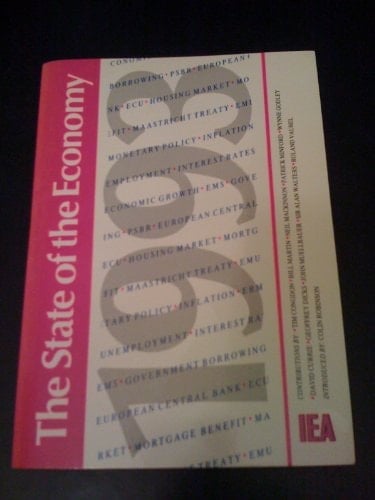 The State of the Economy
1993
ECONOMIC
BORROWING • PSBR • EUROPEAN
NK • ECU • HOUSING MARKET • MO
FIT • MAASTRICHT TREATY • EMU
MONETARY POLICY • INFLATION
EMPLOYMENT • INTEREST RATES
ECONOMIC GROWTH • EMS • GOVE
ING • PSBR • EUROPEAN CENTRAL
ECU • HOUSING MARKET • MORTG
FIT • MAASTRICHT TREATY • EMU
TARY POLICY • INFLATION • ERM
UNEMPLOYMENT • INTEREST RA
EMS • GOVERNMENT BORROWING
EUROPEAN CENTRAL BANK • ECU
RKET • MORTGAGE BENEFIT • MA
TREATY • EMU
CONTRIBUTIONS BY • TIM CONGDON • BILL MARTIN • NEIL MACKINNON • PATRICK MINFORD • WYNNE GODLEY
• DAVID CURRIE • GEOFFREY DICKS • JOHN MUELLBAUER • SIR ALAN WALTERS • ROLAND VAUBEL
INTRODUCED BY: COLIN ROBINSON
IEA